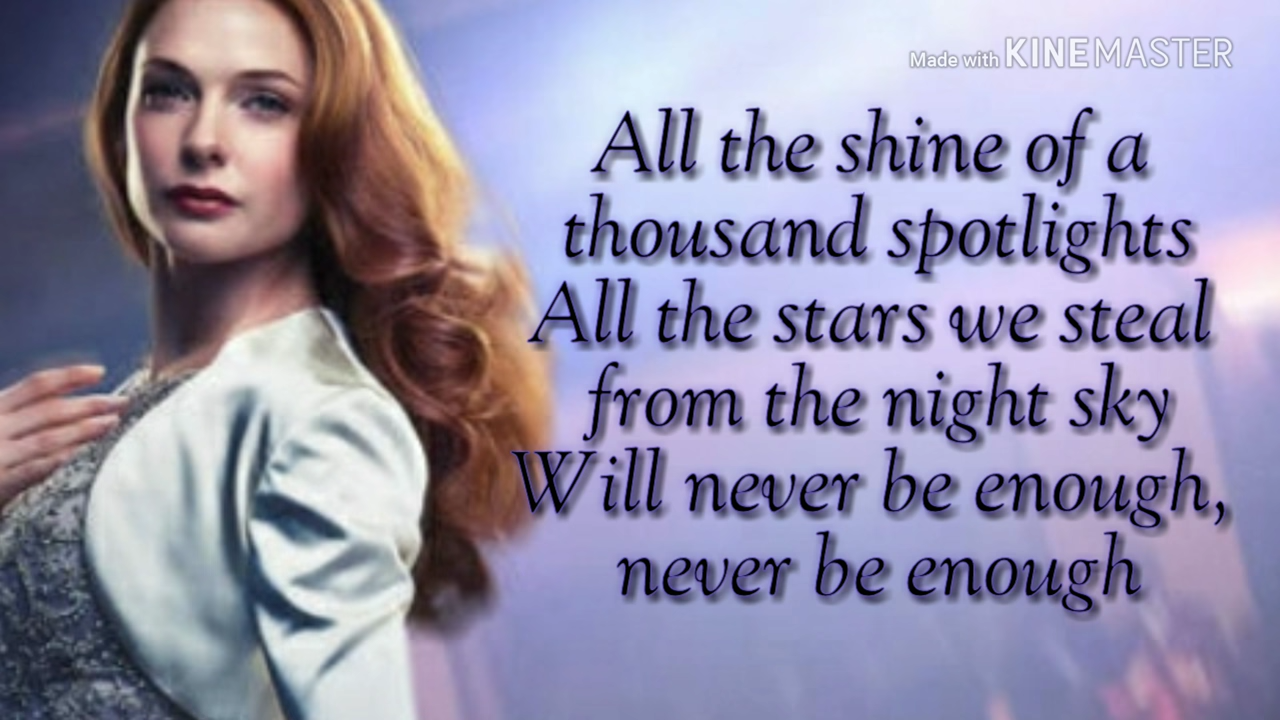 Made with KINEMASTER
All the shine of a
thousand spotlights
All the stars we steal
from the night sky
Will never be enough,
never be enough